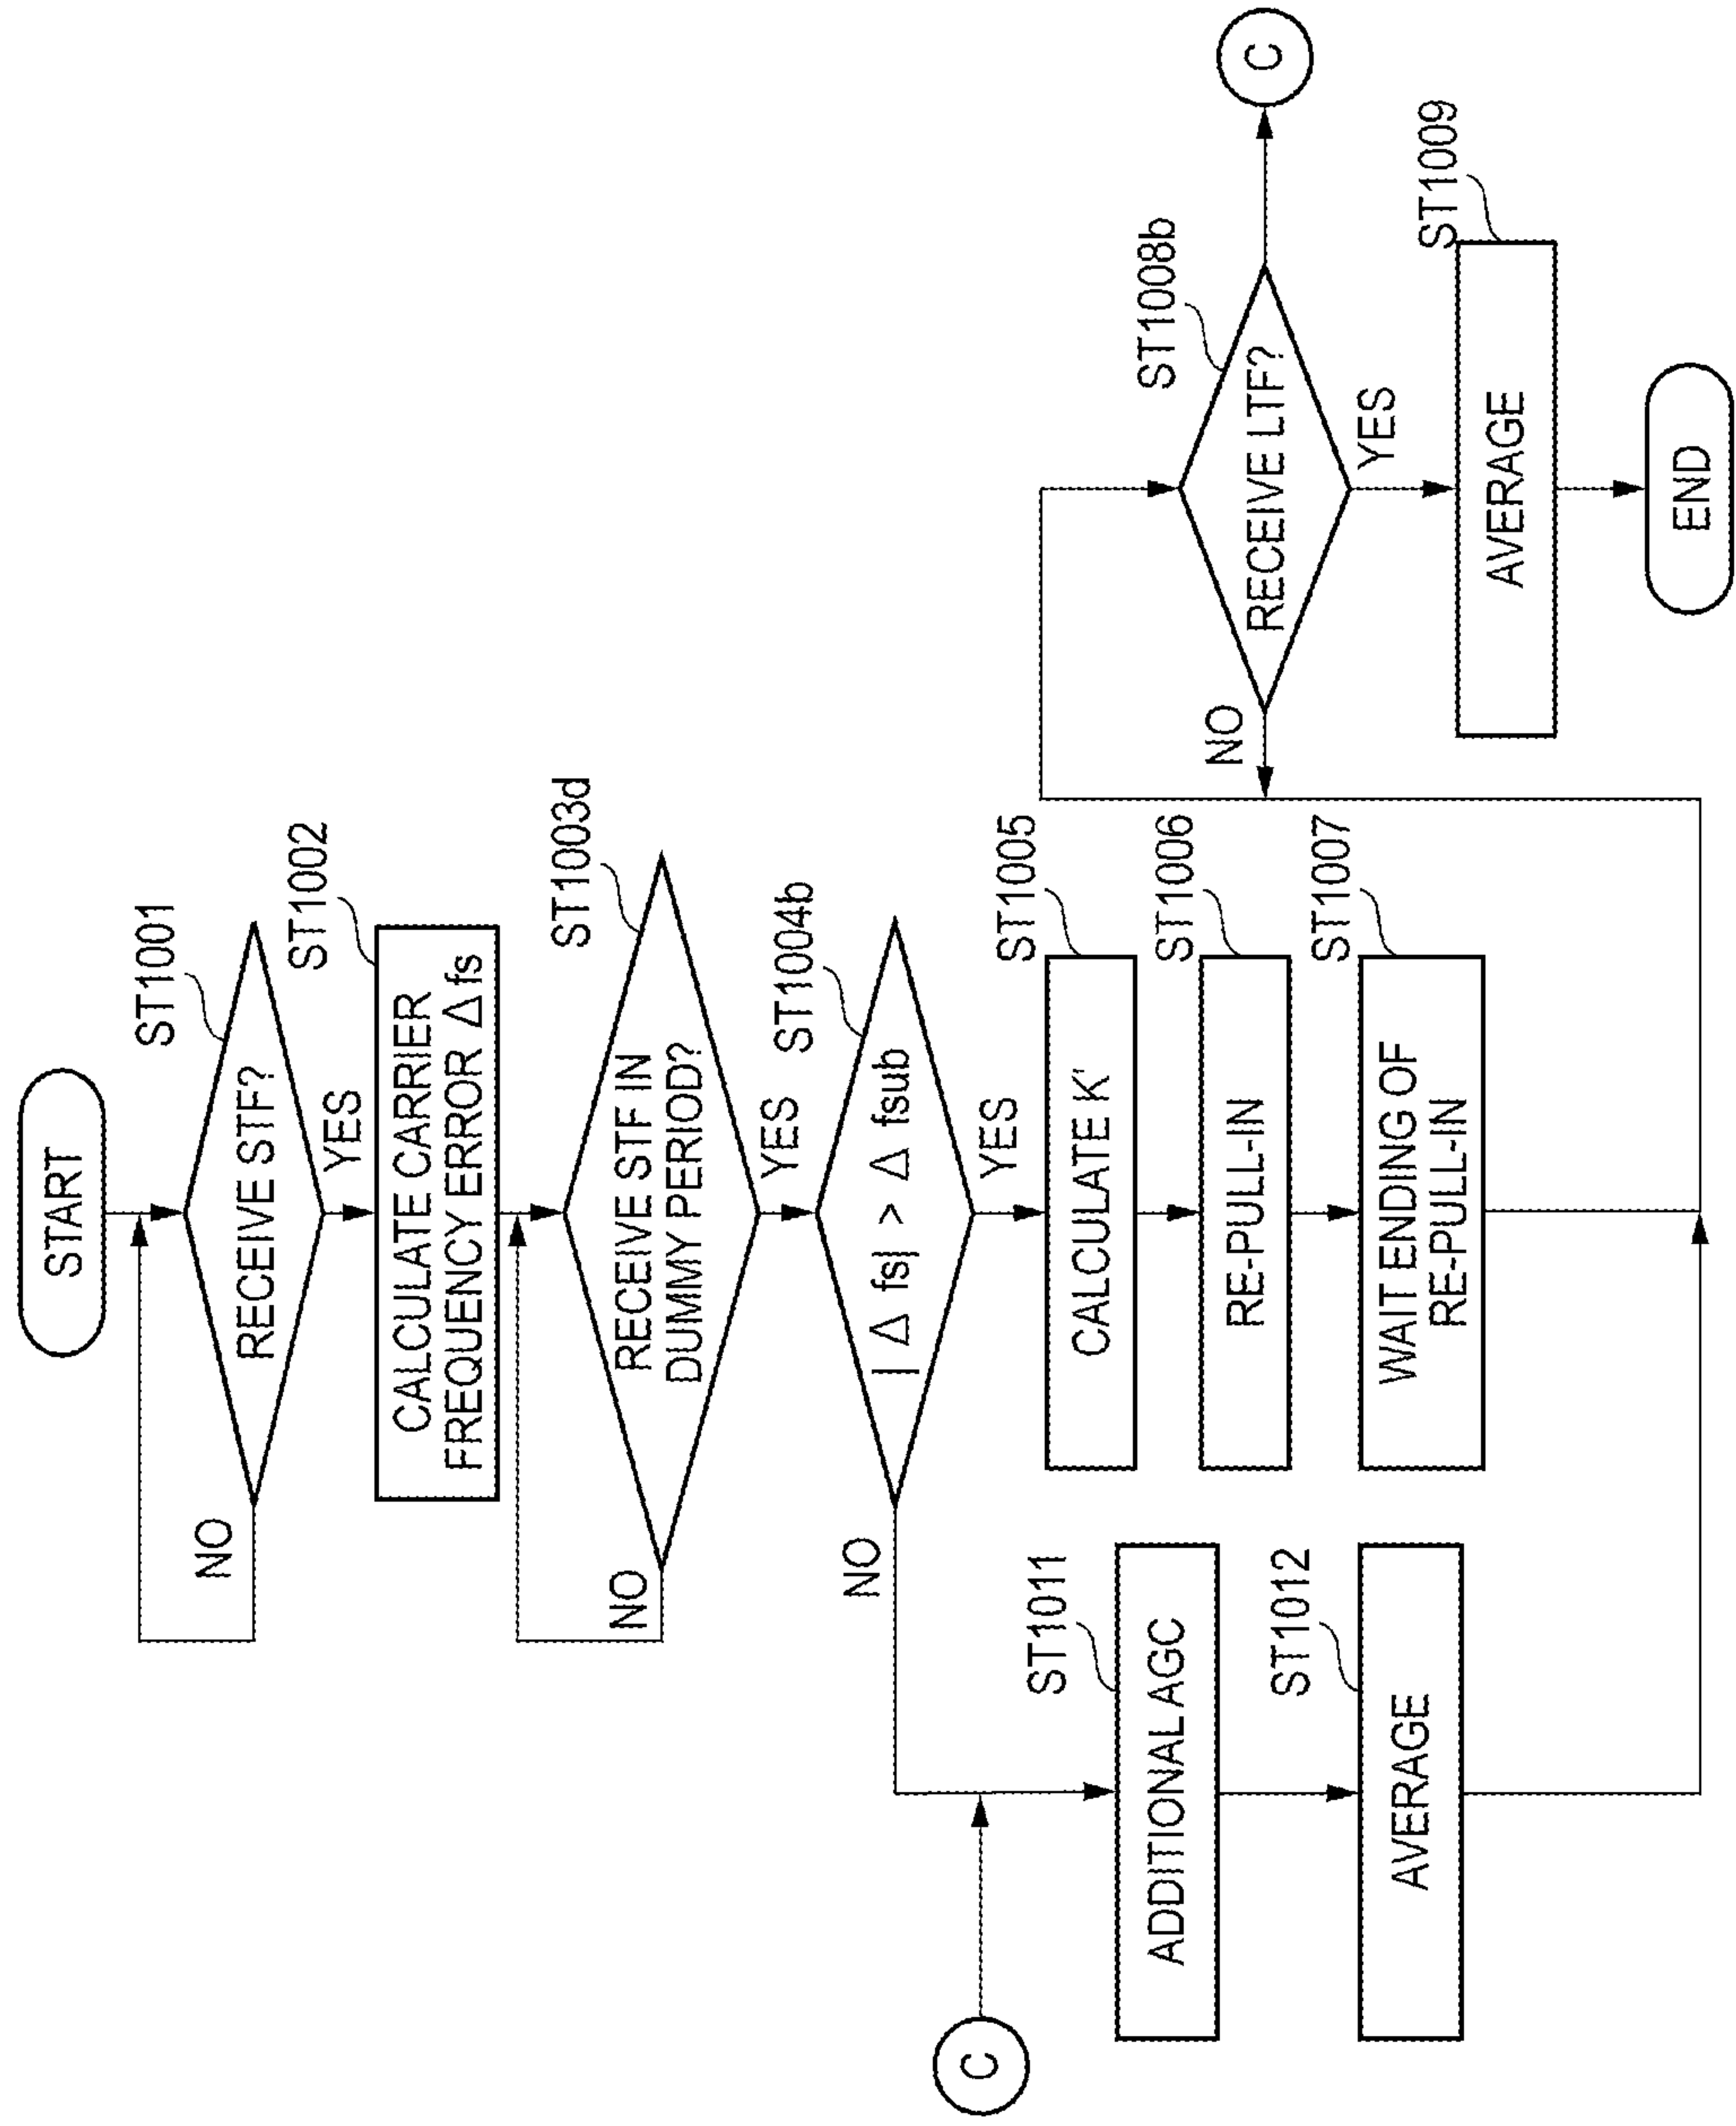 START
ST1001
RECEIVE STF?
NO
YES
ST1002
CALCULATE CARRIER
FREQUENCY ERROR Δfs
ST1003d
RECEIVE STF IN
DUMMY PERIOD?
NO
YES
ST1004b
| Δ fs| > Δ fsub
NO
YES
C
ST1011
ADDITIONAL AGC
ST1012
AVERAGE
ST1005
CALCULATE K'
ST1006
RE-PULL-IN
ST1007
WAIT ENDING OF
RE-PULL-IN
ST1008b
RECEIVE LTF?
NO
YES
C
ST1009
AVERAGE
END